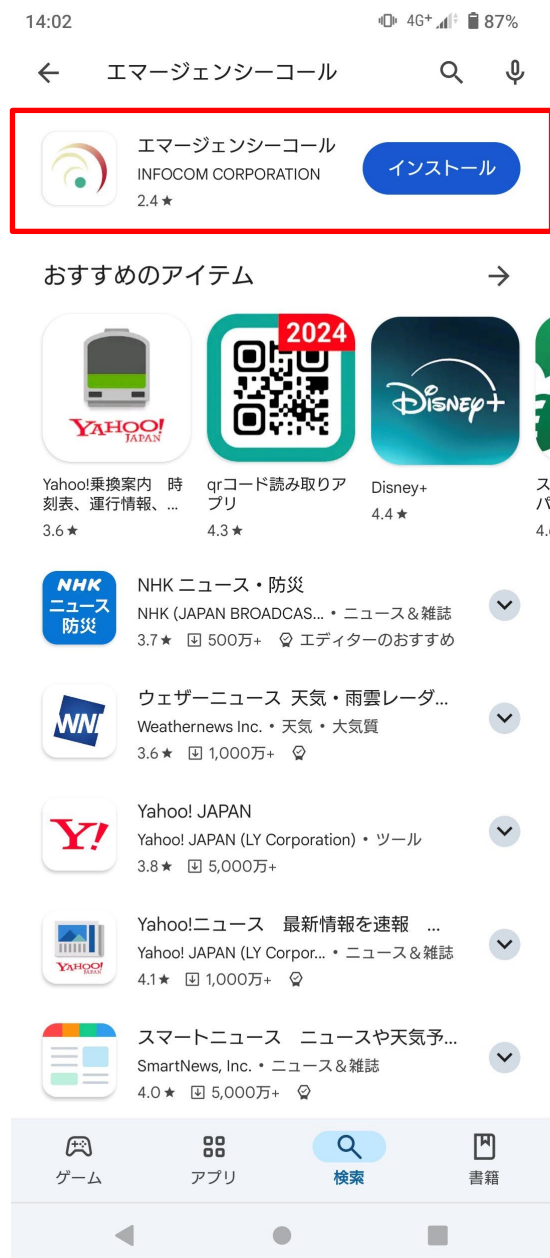 14:02
4G+ 87%
エマージェンシーコール
エマージェンシーコール
INFOCOM CORPORATION
2.4★
インストール
おすすめのアイテム
2024
YAHOO!
JAPAN
Disney+
Yahoo!乗換案内 時
刻表、運行情報、...
3.6★
qrコード読み取りア
プリ
4.3★
Disney+
4.4★
ス
パ
4.6
NHK
ニュース
防災
NHK ニュース・防災
NHK (JAPAN BROADCAS... • ニュース＆雑誌
3.7★ 500万+ エディターのおすすめ
WNI
ウェザーニュース 天気・雨雲レーダ...
Weathernews Inc. • 天気 • 大気質
3.6★ 1,000万+
Y!
Yahoo! JAPAN
Yahoo! JAPAN (LY Corporation) • ツール
3.8★ 5,000万+
YAHOO!
JAPAN
Yahoo!ニュース 最新情報を速報 ...
Yahoo! JAPAN (LY Corpor... • ニュース＆雑誌
4.1★ 1,000万+
スマートニュース ニュースや天気予...
SmartNews, Inc. • ニュース＆雑誌
4.0★ 5,000万+
ゲーム
アプリ
検索
書籍